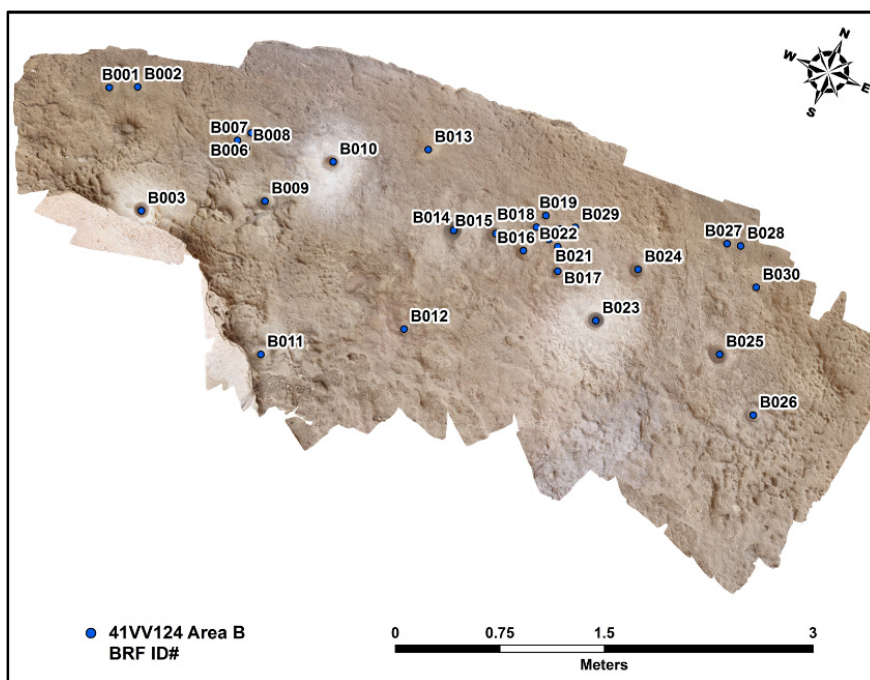 N
W
E
S
B001 B002
B007
B008
B006
B010
B013
B003
B009
B014 B015
B018
B019
B029
B016
B022
B021
B017
B024
B027
B028
B030
B023
B012
B011
B025
B026
41VV124 Area B
BRF ID#
0 0.75 1.5 3
Meters